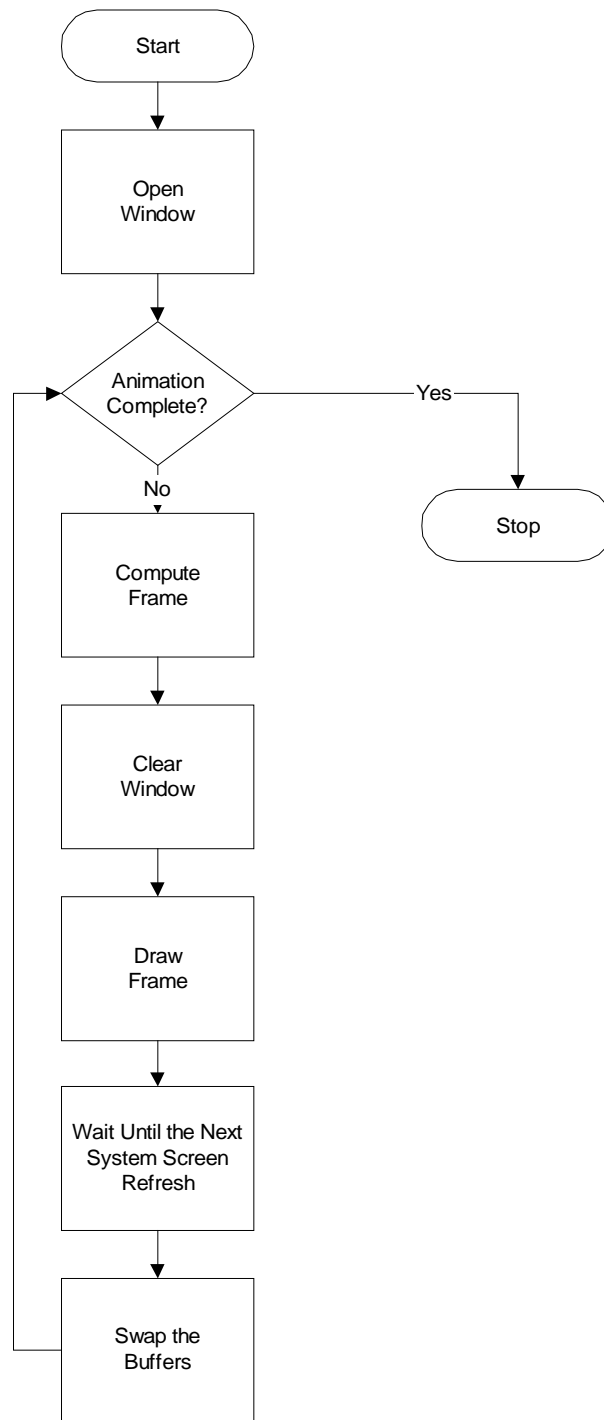 Start
Open
Window
Animation
Complete?
Yes
No
Stop
Compute
Frame
Clear
Window
Draw
Frame
Wait Until the Next
System Screen
Refresh
Swap the
Buffers